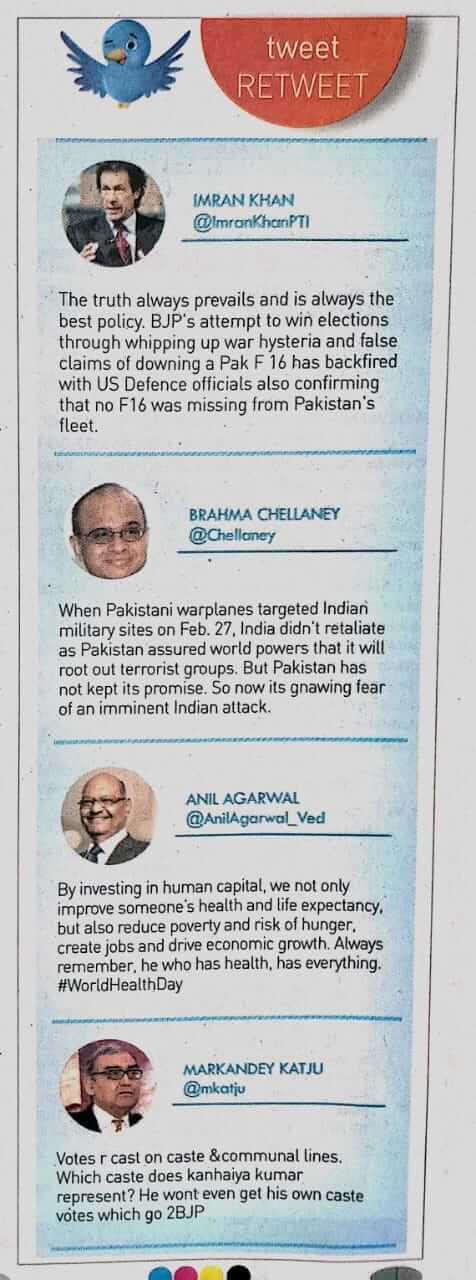 tweet
RETWEET
IMRAN KHAN
@ImranKhanPTI
The truth always prevails and is always the
best policy. BJP's attempt to win elections
through whipping up war hysteria and false
claims of downing a Pak F 16 has backfired
with US Defence officials also confirming
that no F16 was missing from Pakistan's
fleet.
BRAHMA CHELLANEY
@Chellaney
When Pakistani warplanes targeted Indian
military sites on Feb. 27, India didn't retaliate
as Pakistan assured world powers that it will
root out terrorist groups. But Pakistan has
not kept its promise. So now its gnawing fear
of an imminent Indian attack.
ANIL AGARWAL
@AnilAgarwal_Ved
By investing in human capital, we not only
improve someone's health and life expectancy,
but also reduce poverty and risk of hunger,
create jobs and drive economic growth. Always
remember, he who has health, has everything.
#WorldHealthDay
MARKANDEY KATJU
@mkatju
Votes r cast on caste &communal lines.
Which caste does kanhaiya kumar
represent? He wont even get his own caste
votes which go 2BJP